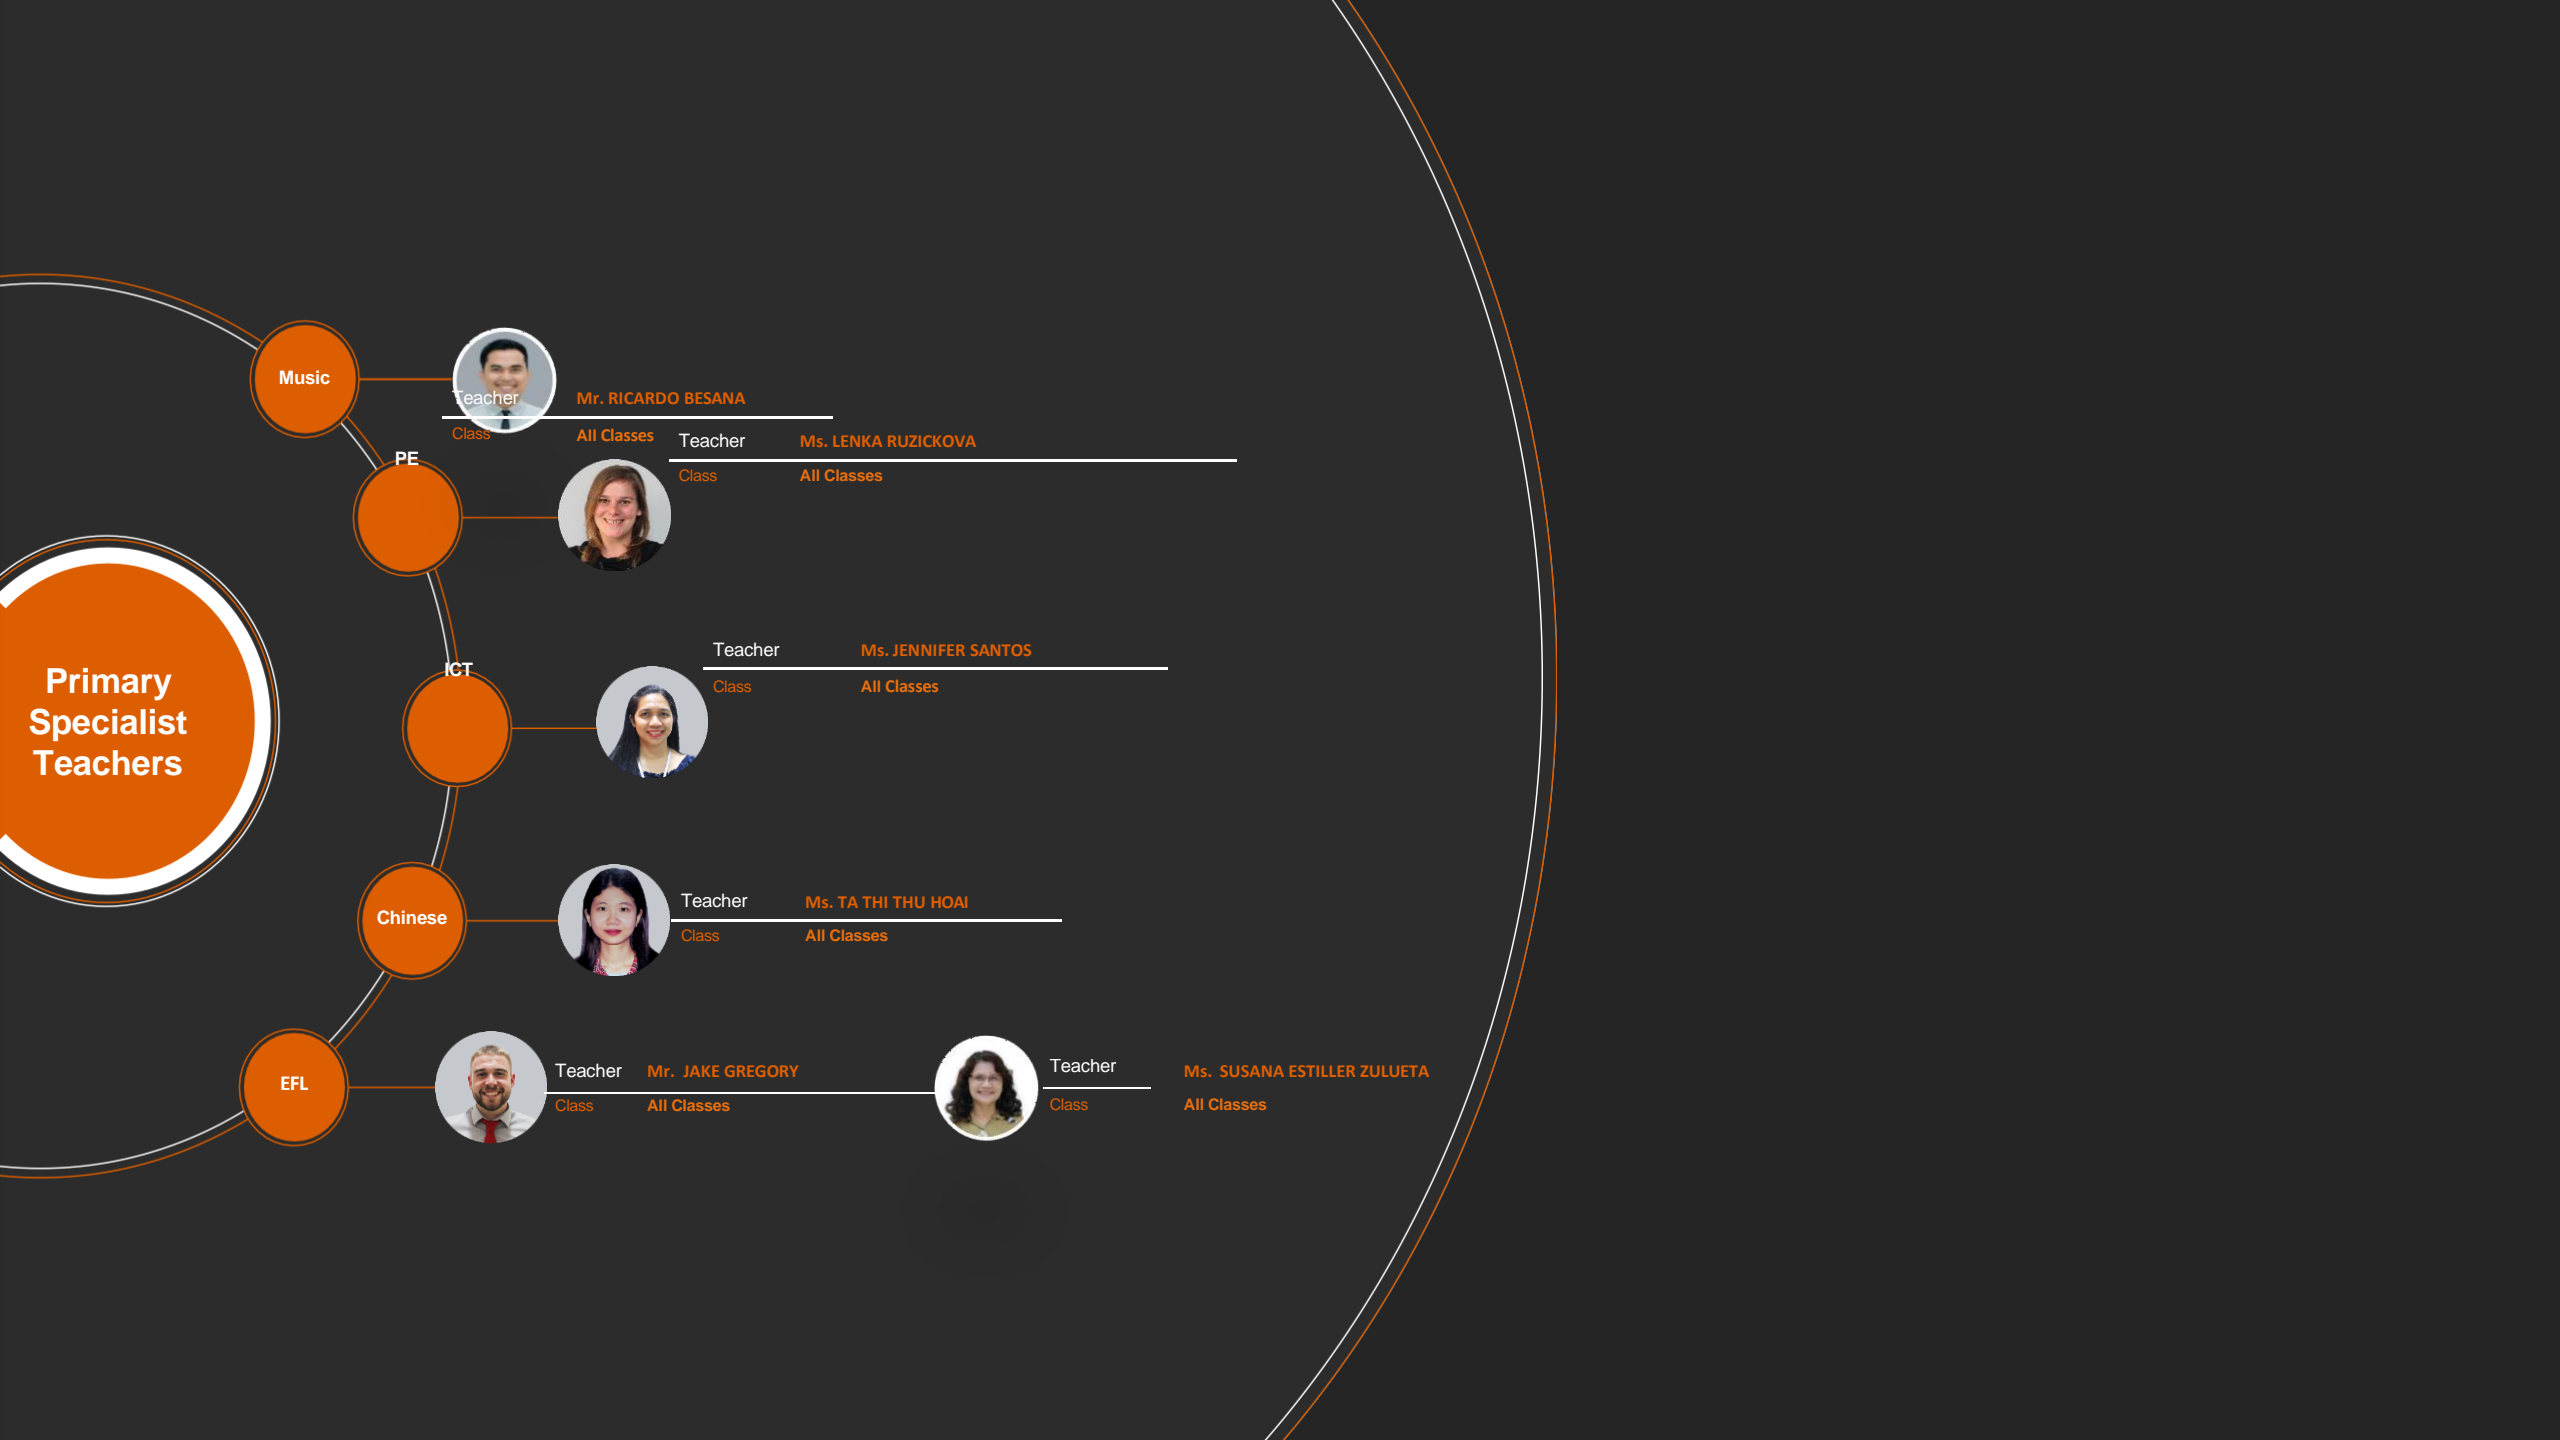 Primary
Specialist
Teachers
Music
Teacher Mr. RICARDO BESANA
Class All Classes
PE
Teacher Ms. LENKA RUZICKOVA
Class All Classes
ICT
Teacher Ms. JENNIFER SANTOS
Class All Classes
Chinese
Teacher Ms. TA THI THU HOAI
Class All Classes
EFL
Teacher Mr. JAKE GREGORY
Class All Classes
Teacher Ms. SUSANA ESTILLER ZULUETA
Class All Classes